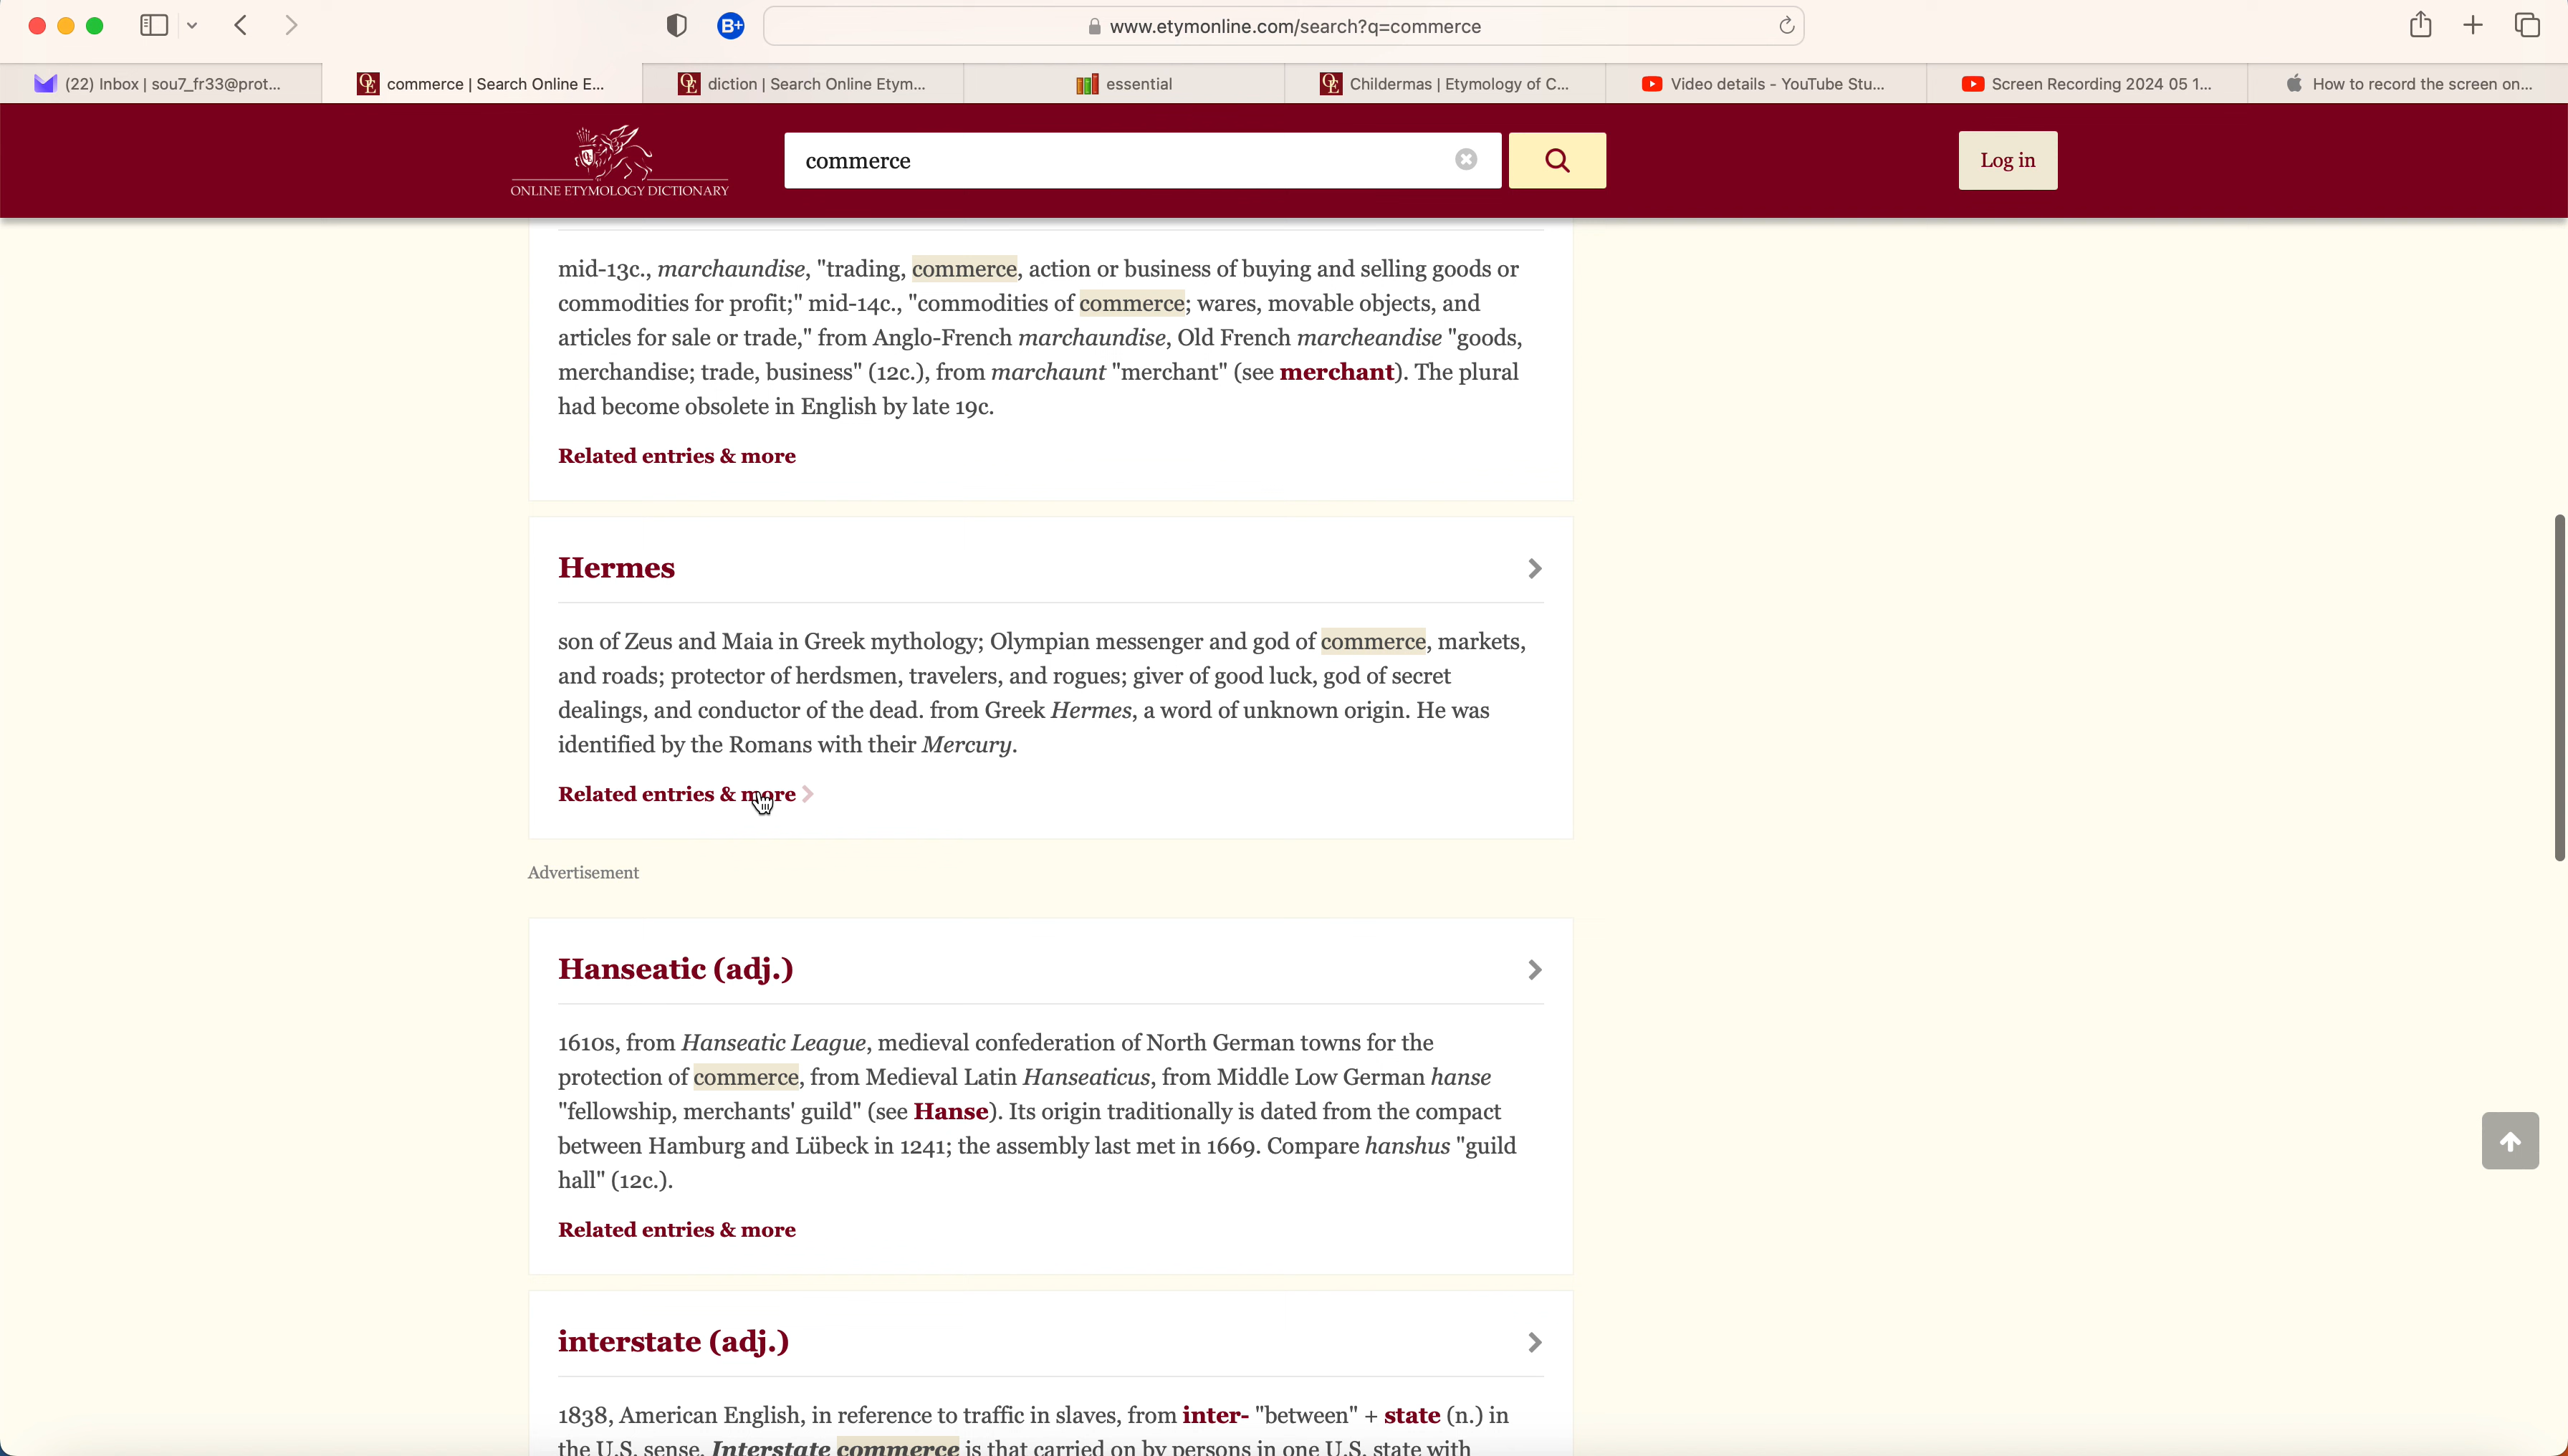 www.etymonline.com/search?q=commerce
(22) Inbox | sou7_fr33@prot...
commerce | Search Online E...
diction | Search Online Etym...
essential
Childermas | Etymology of C...
Video details - YouTube Stu...
Screen Recording 2024 05 1...
How to record the screen on...
ONLINE ETYMOLOGY DICTIONARY
commerce
Log in
mid-13c., marchaundise, "trading, commerce, action or business of buying and selling goods or
commodities for profit;" mid-14c., "commodities of commerce; wares, movable objects, and
articles for sale or trade," from Anglo-French marchaundise, Old French marcheandise "goods,
merchandise; trade, business" (12c.), from marchaunt "merchant" (see merchant). The plural
had become obsolete in English by late 19c.
Related entries & more
Hermes
son of Zeus and Maia in Greek mythology; Olympian messenger and god of commerce, markets,
and roads; protector of herdsmen, travelers, and rogues; giver of good luck, god of secret
dealings, and conductor of the dead. from Greek Hermes, a word of unknown origin. He was
identified by the Romans with their Mercury.
Related entries & more
Advertisement
Hanseatic (adj.)
1610s, from Hanseatic League, medieval confederation of North German towns for the
protection of commerce, from Medieval Latin Hanseaticus, from Middle Low German hanse
"fellowship, merchants' guild" (see Hanse). Its origin traditionally is dated from the compact
between Hamburg and Lübeck in 1241; the assembly last met in 1669. Compare hanshus "guild
hall" (12c.).
Related entries & more
interstate (adj.)
1838, American English, in reference to traffic in slaves, from inter- "between" + state (n.) in
the U.S. sense. Interstate commerce is that carried on by persons in one U.S. state with